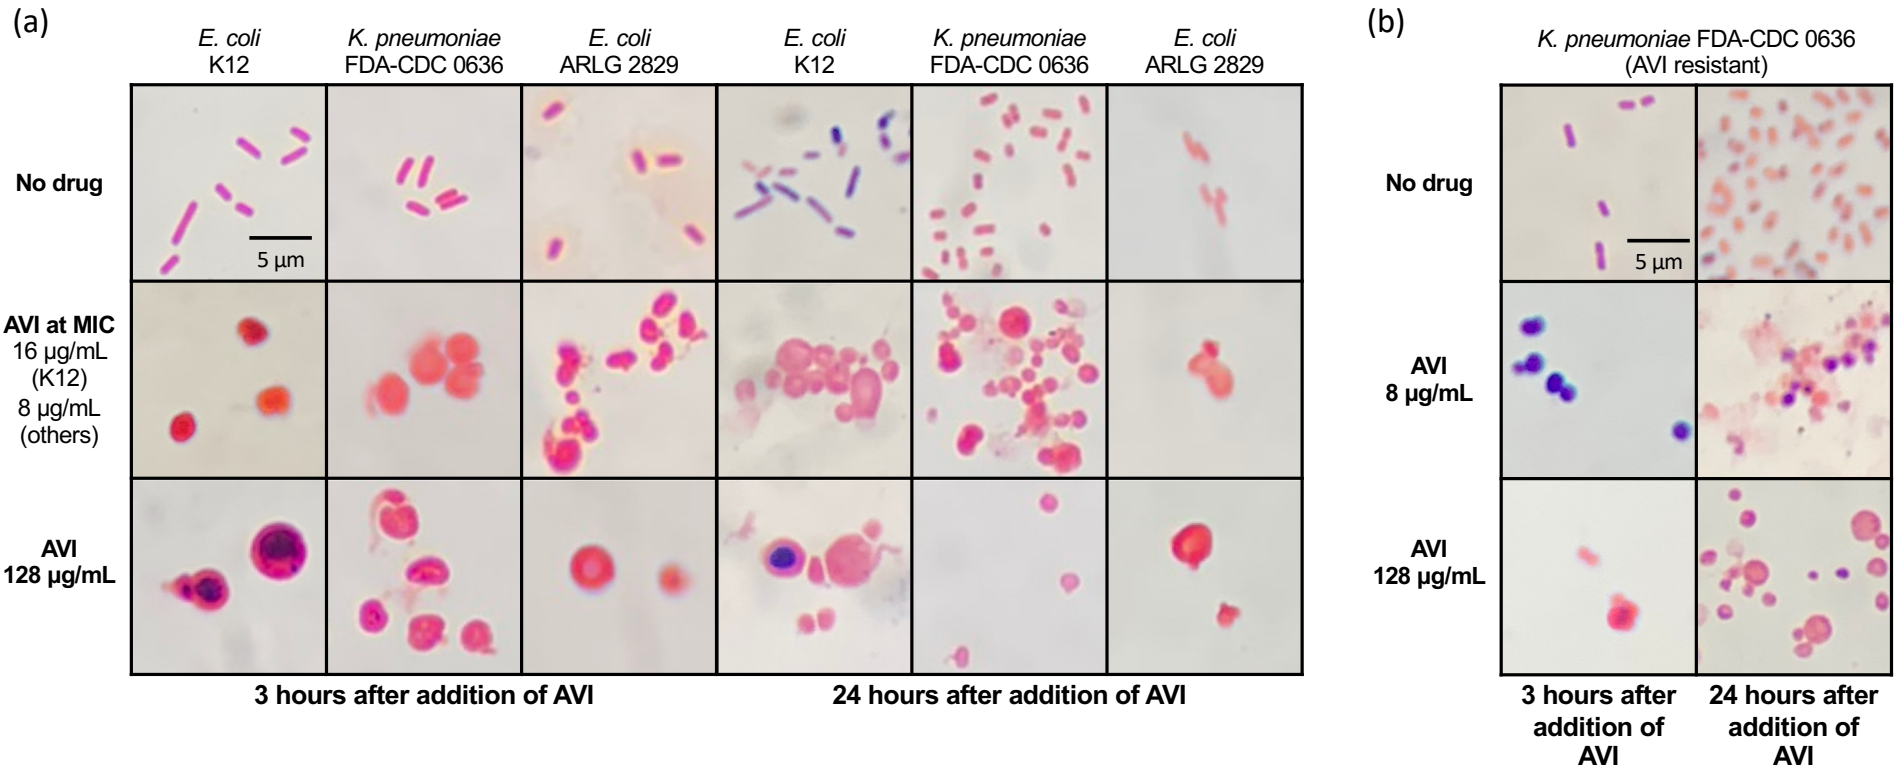 (a)
E. coli
K12
K. pneumoniae
FDA-CDC 0636
E. coli
ARLG 2829
E. coli
K12
K. pneumoniae
FDA-CDC 0636
E. coli
ARLG 2829
No drug
5 µm
AVI at MIC
16 µg/mL
(K12)
8 µg/mL
(others)
AVI
128 µg/mL
3 hours after addition of AVI
24 hours after addition of AVI
(b)
K. pneumoniae FDA-CDC 0636
(AVI resistant)
No drug
5 µm
AVI
8 µg/mL
AVI
128 µg/mL
3 hours after
addition of
AVI
24 hours after
addition of
AVI